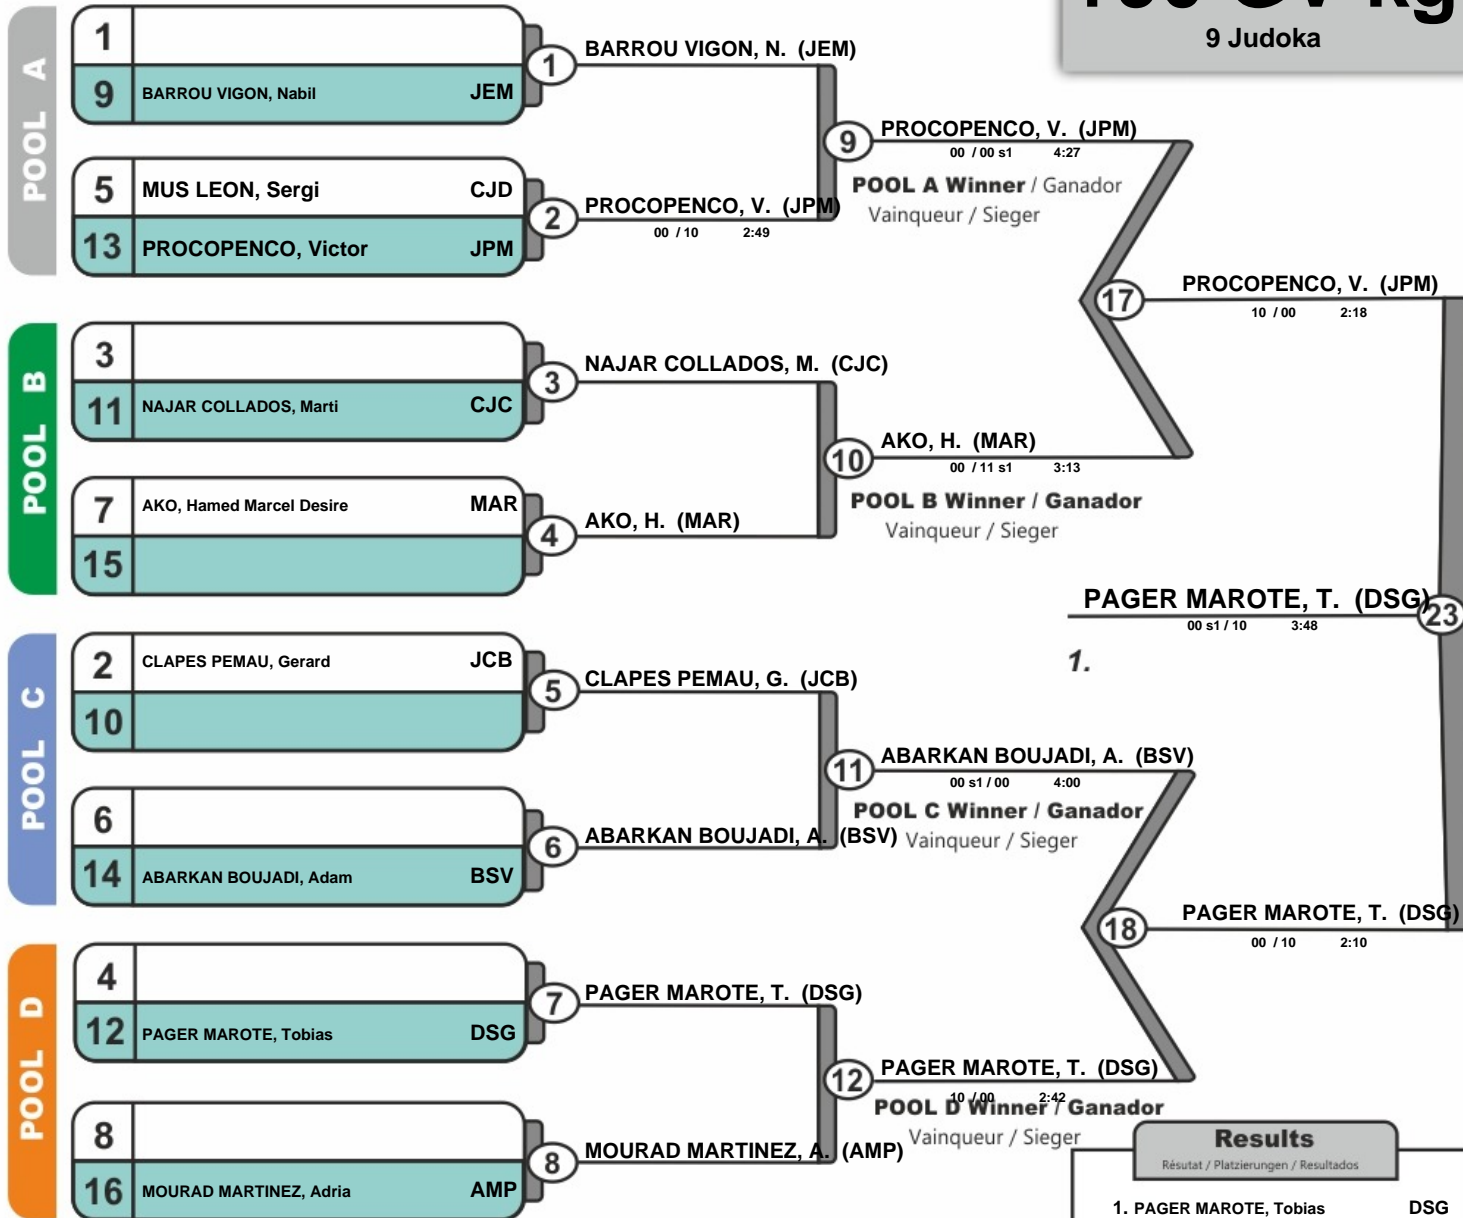 100 GV kg
9 Judoka
POOL A
1
9 BARROU VIGON, Nabil JEM
1
BARROU VIGON, N. (JEM)
5 MUS LEON, Sergi CJD
13 PROCOPENCO, Victor JPM
2
PROCOPENCO, V. (JPM)
00 / 10 2:49
9
PROCOPENCO, V. (JPM)
00 / 00 s1 4:27
POOL A Winner / Ganador
Vainqueur / Sieger
POOL B
3
11 NAJAR COLLADOS, Marti CJC
3
NAJAR COLLADOS, M. (CJC)
7 AKO, Hamed Marcel Desire MAR
15
4
AKO, H. (MAR)
10
AKO, H. (MAR)
00 / 11 s1 3:13
POOL B Winner / Ganador
Vainqueur / Sieger
17
PROCOPENCO, V. (JPM)
10 / 00 2:18
PAGER MAROTE, T. (DSG)
23
00 s1 / 10 3:48
1.
POOL C
2 CLAPES PEMAU, Gerard JCB
10
5
CLAPES PEMAU, G. (JCB)
6
14 ABARKAN BOUJADI, Adam BSV
6
ABARKAN BOUJADI, A. (BSV)
11
ABARKAN BOUJADI, A. (BSV)
00 s1 / 00 4:00
POOL C Winner / Ganador
Vainqueur / Sieger
18
PAGER MAROTE, T. (DSG)
00 / 10 2:10
POOL D
4
12 PAGER MAROTE, Tobias DSG
7
PAGER MAROTE, T. (DSG)
8
16 MOURAD MARTINEZ, Adria AMP
8
MOURAD MARTINEZ, A. (AMP)
12
PAGER MAROTE, T. (DSG)
10 / 00 2:42
POOL D Winner / Ganador
Vainqueur / Sieger
Results
Résutat / Platzierungen / Resultados
1. PAGER MAROTE, Tobias DSG